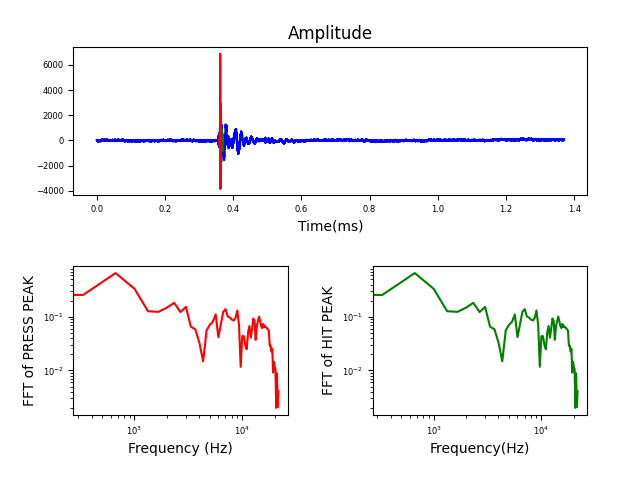 Amplitude
6000
4000
2000
0
−2000
−4000
0.0 0.2 0.4 0.6 0.8 1.0 1.2 1.4
Time(ms)
FFT of PRESS PEAK
10⁻¹
10⁻²
10³ 10⁴
Frequency (Hz)
FFT of HIT PEAK
10⁻¹
10⁻²
10³ 10⁴
Frequency(Hz)